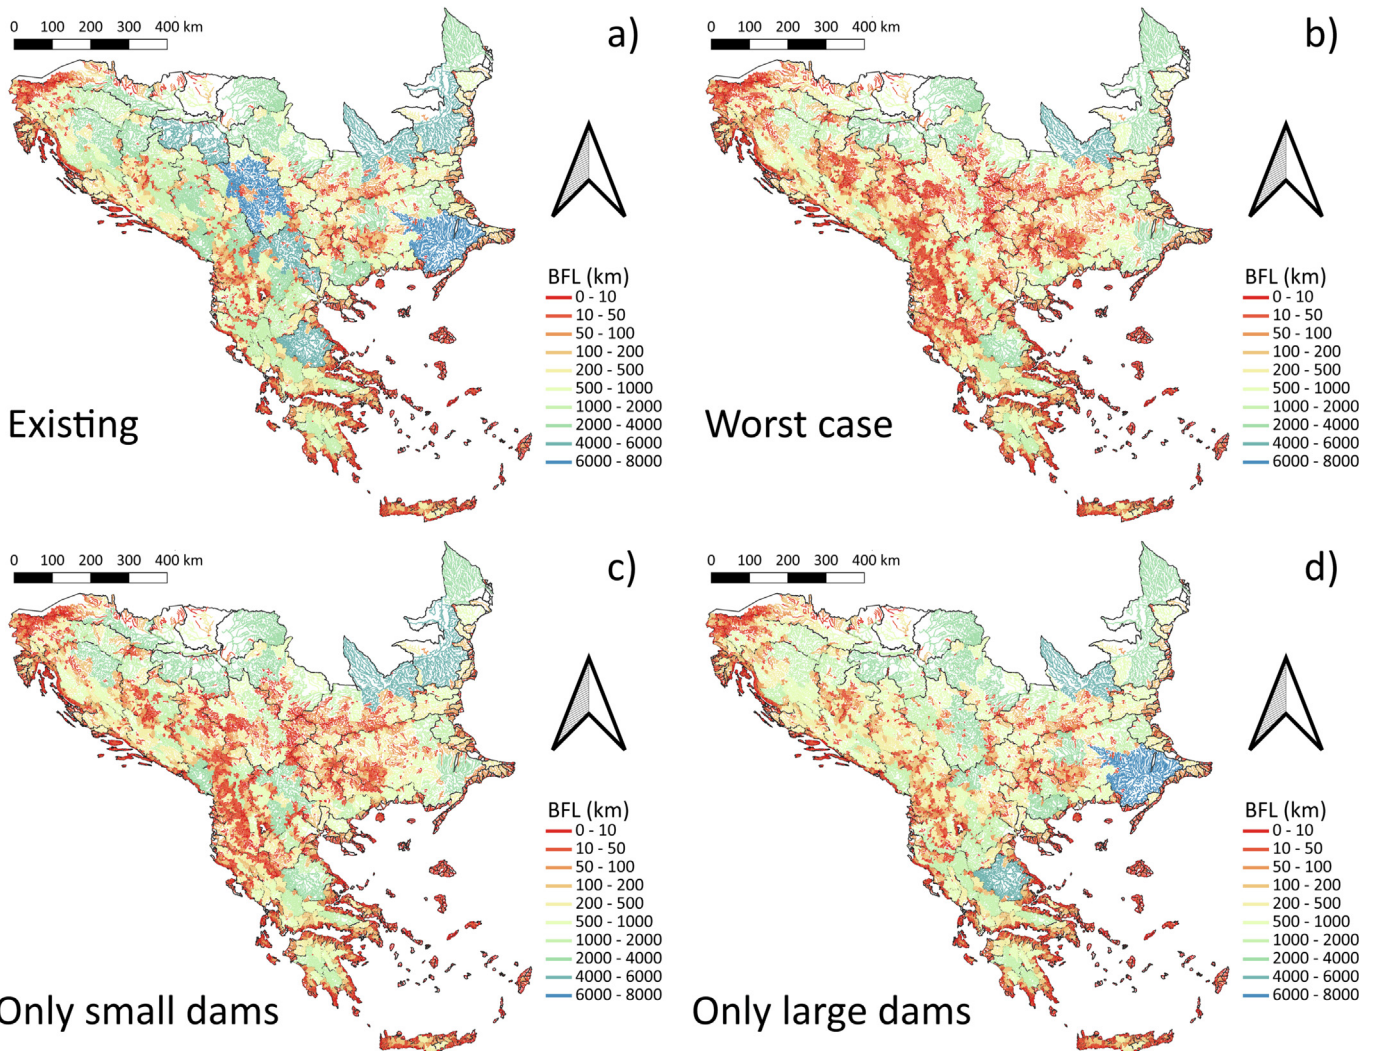 0 100 200 300 400 km
a)
BFL (km)
0 - 10
10 - 50
50 - 100
100 - 200
200 - 500
500 - 1000
1000 - 2000
2000 - 4000
4000 - 6000
6000 - 8000
Existing
0 100 200 300 400 km
b)
BFL (km)
0 - 10
10 - 50
50 - 100
100 - 200
200 - 500
500 - 1000
1000 - 2000
2000 - 4000
4000 - 6000
6000 - 8000
Worst case
0 100 200 300 400 km
c)
BFL (km)
0 - 10
10 - 50
50 - 100
100 - 200
200 - 500
500 - 1000
1000 - 2000
2000 - 4000
4000 - 6000
6000 - 8000
Only small dams
0 100 200 300 400 km
d)
BFL (km)
0 - 10
10 - 50
50 - 100
100 - 200
200 - 500
500 - 1000
1000 - 2000
2000 - 4000
4000 - 6000
6000 - 8000
Only large dams